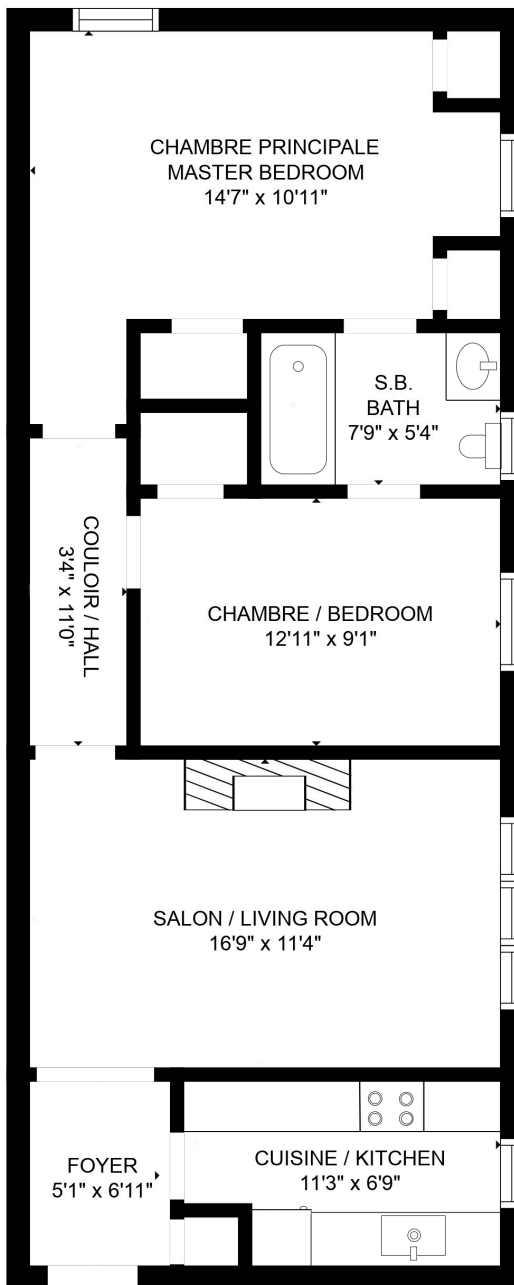 CHAMBRE PRINCIPALE
MASTER BEDROOM
14'7" x 10'11"
S.B.
BATH
7'9" x 5'4"
COULOIR / HALL
3'4" x 11'0"
CHAMBRE / BEDROOM
12'11" x 9'1"
SALON / LIVING ROOM
16'9" x 11'4"
FOYER
5'1" x 6'11"
CUISINE / KITCHEN
11'3" x 6'9"